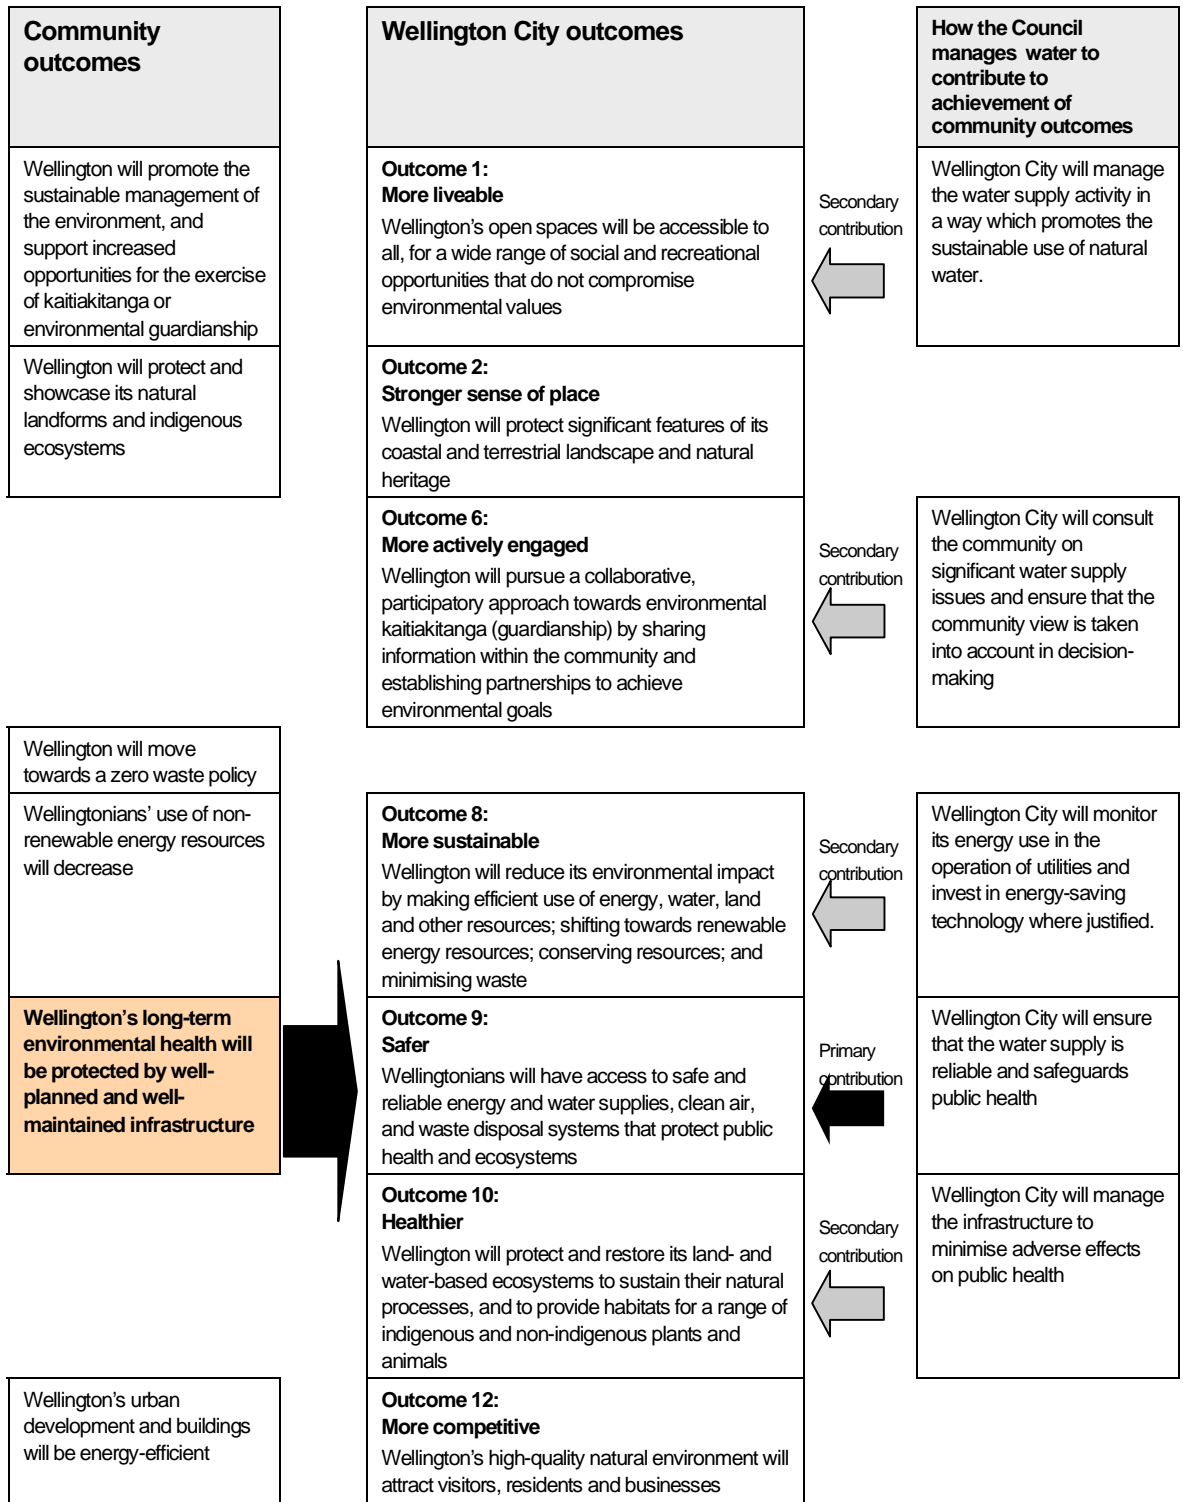 Community
outcomes
Wellington City outcomes
How the Council
manages water to
contribute to
achievement of
community outcomes
Wellington will promote the
sustainable management of
the environment, and
support increased
opportunities for the exercise
of kaitiakitanga or
environmental guardianship
Outcome 1:
More liveable
Wellington’s open spaces will be accessible to
all, for a wide range of social and recreational
opportunities that do not compromise
environmental values
Secondary
contribution
Wellington City will manage
the water supply activity in
a way which promotes the
sustainable use of natural
water.
Wellington will protect and
showcase its natural
landforms and indigenous
ecosystems
Outcome 2:
Stronger sense of place
Wellington will protect significant features of its
coastal and terrestrial landscape and natural
heritage
Outcome 6:
More actively engaged
Wellington will pursue a collaborative,
participatory approach towards environmental
kaitiakitanga (guardianship) by sharing
information within the community and
establishing partnerships to achieve
environmental goals
Secondary
contribution
Wellington City will consult
the community on
significant water supply
issues and ensure that the
community view is taken
into account in decision-
making
Wellington will move
towards a zero waste policy
Wellingtonians’ use of non-
renewable energy resources
will decrease
Outcome 8:
More sustainable
Wellington will reduce its environmental impact
by making efficient use of energy, water, land
and other resources; shifting towards renewable
energy resources; conserving resources; and
minimising waste
Secondary
contribution
Wellington City will monitor
its energy use in the
operation of utilities and
invest in energy-saving
technology where justified.
Wellington’s long-term
environmental health will
be protected by well-
planned and well-
maintained infrastructure
Outcome 9:
Safer
Wellingtonians will have access to safe and
reliable energy and water supplies, clean air,
and waste disposal systems that protect public
health and ecosystems
Primary
contribution
Wellington City will ensure
that the water supply is
reliable and safeguards
public health
Outcome 10:
Healthier
Wellington will protect and restore its land- and
water-based ecosystems to sustain their natural
processes, and to provide habitats for a range of
indigenous and non-indigenous plants and
animals
Secondary
contribution
Wellington City will manage
the infrastructure to
minimise adverse effects
on public health
Wellington’s urban
development and buildings
will be energy-efficient
Outcome 12:
More competitive
Wellington’s high-quality natural environment will
attract visitors, residents and businesses